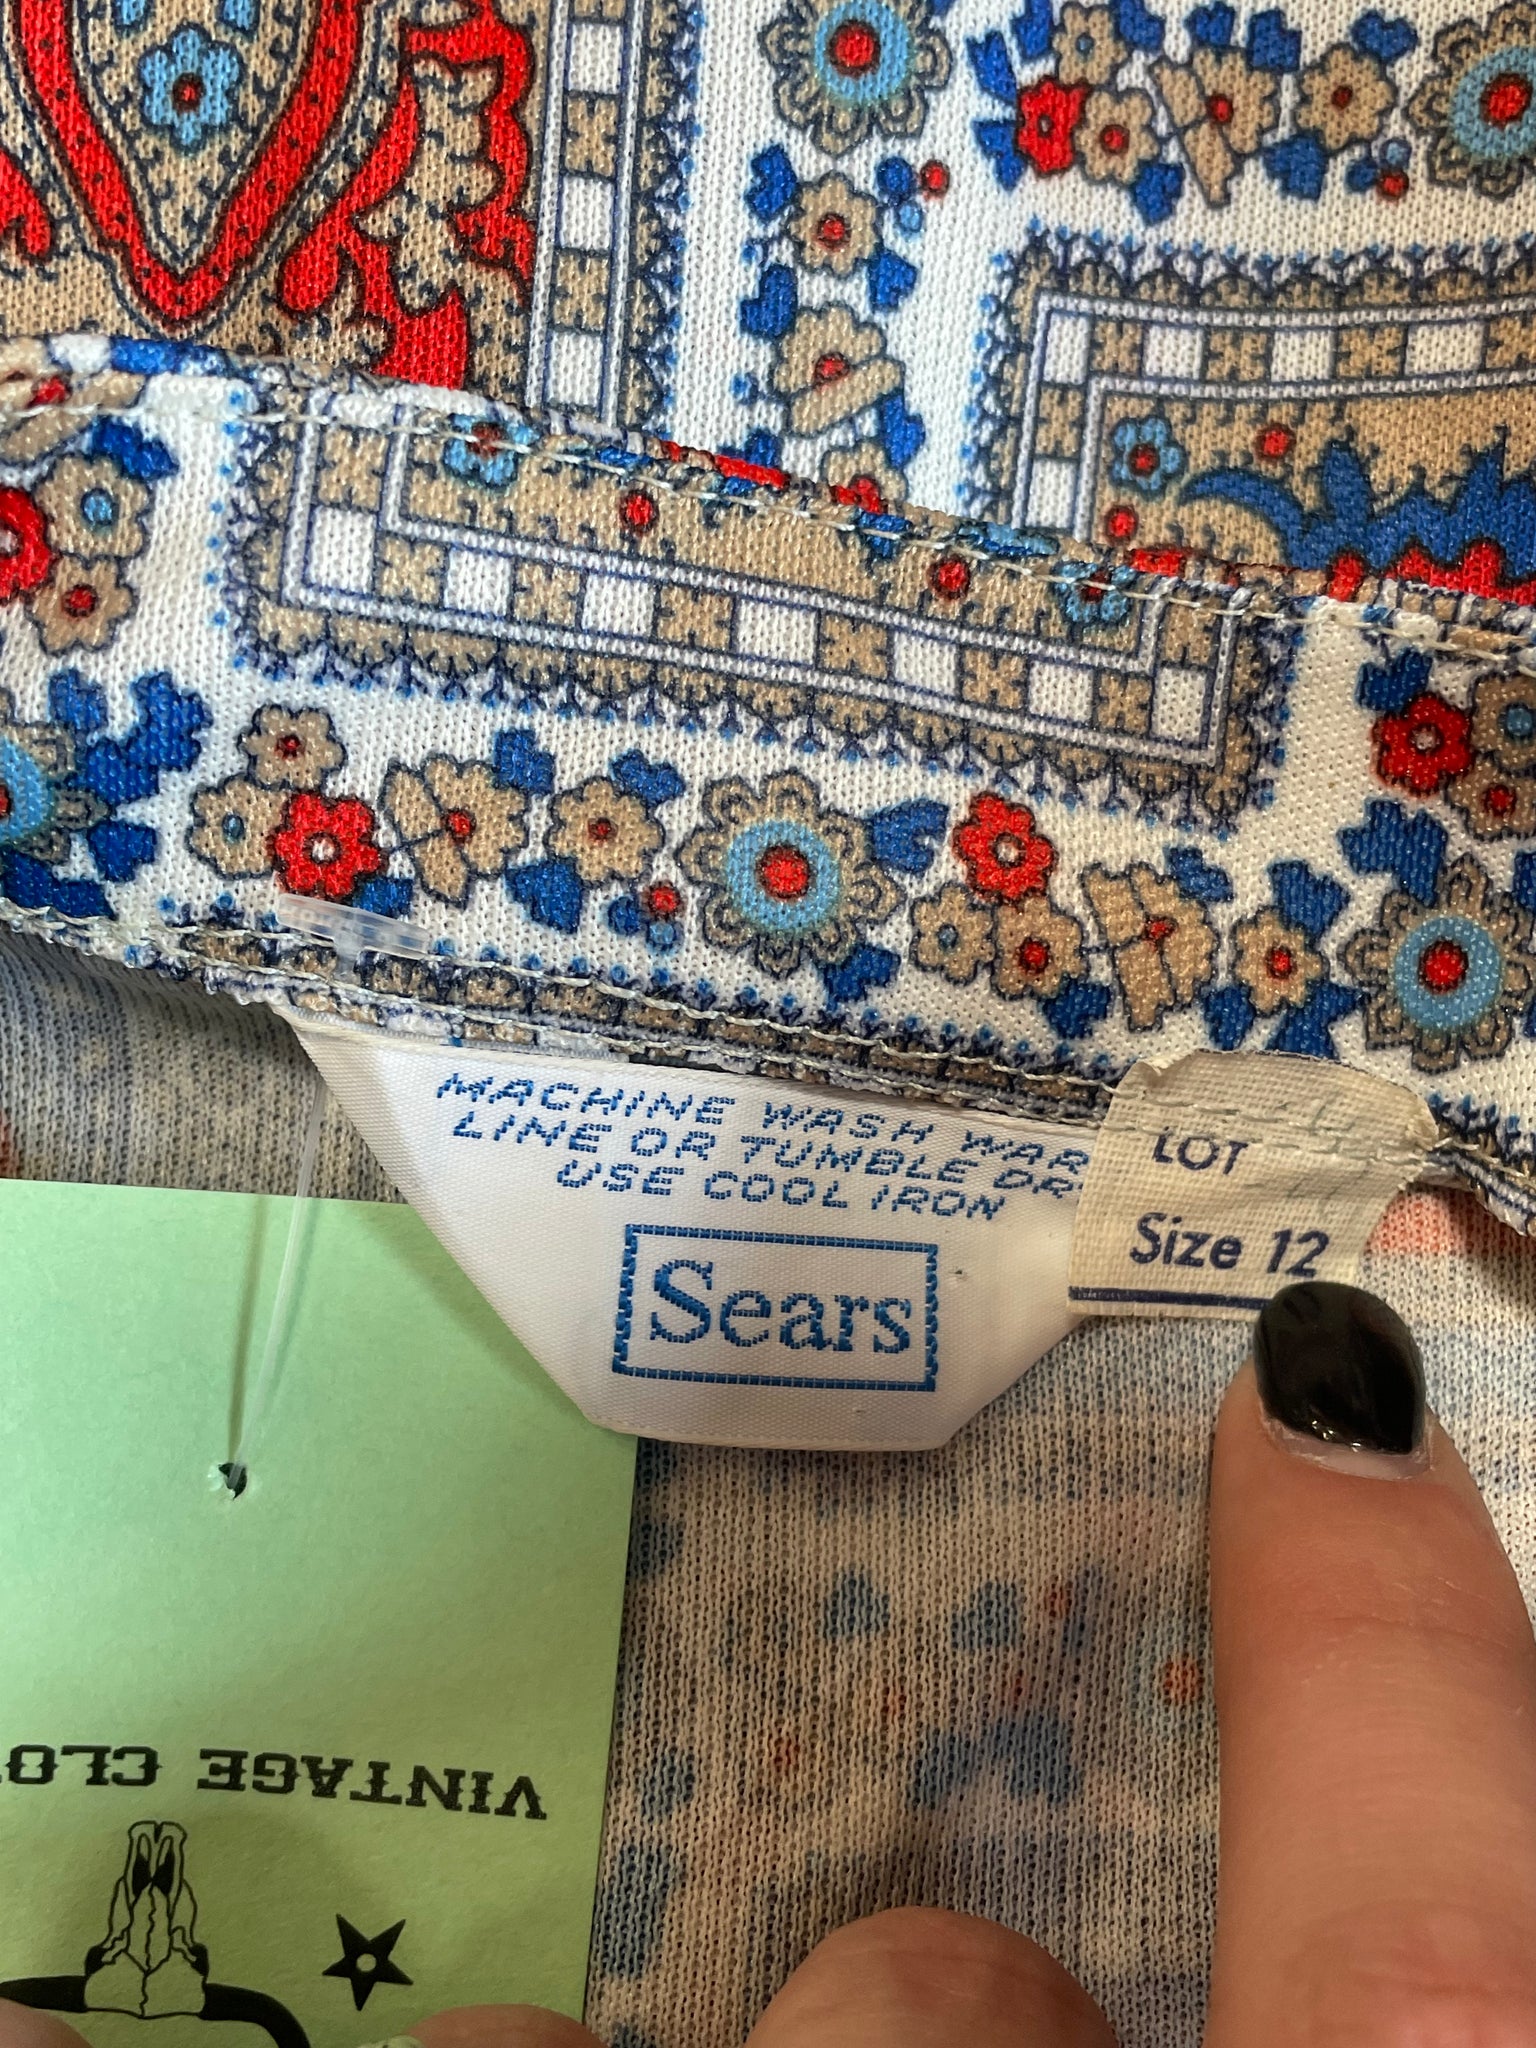 MACHINE WASH WAR
LINE OR TUMBLE DR
USE COOL IRON
Sears
LOT
Size 12
VINTAGE CLO